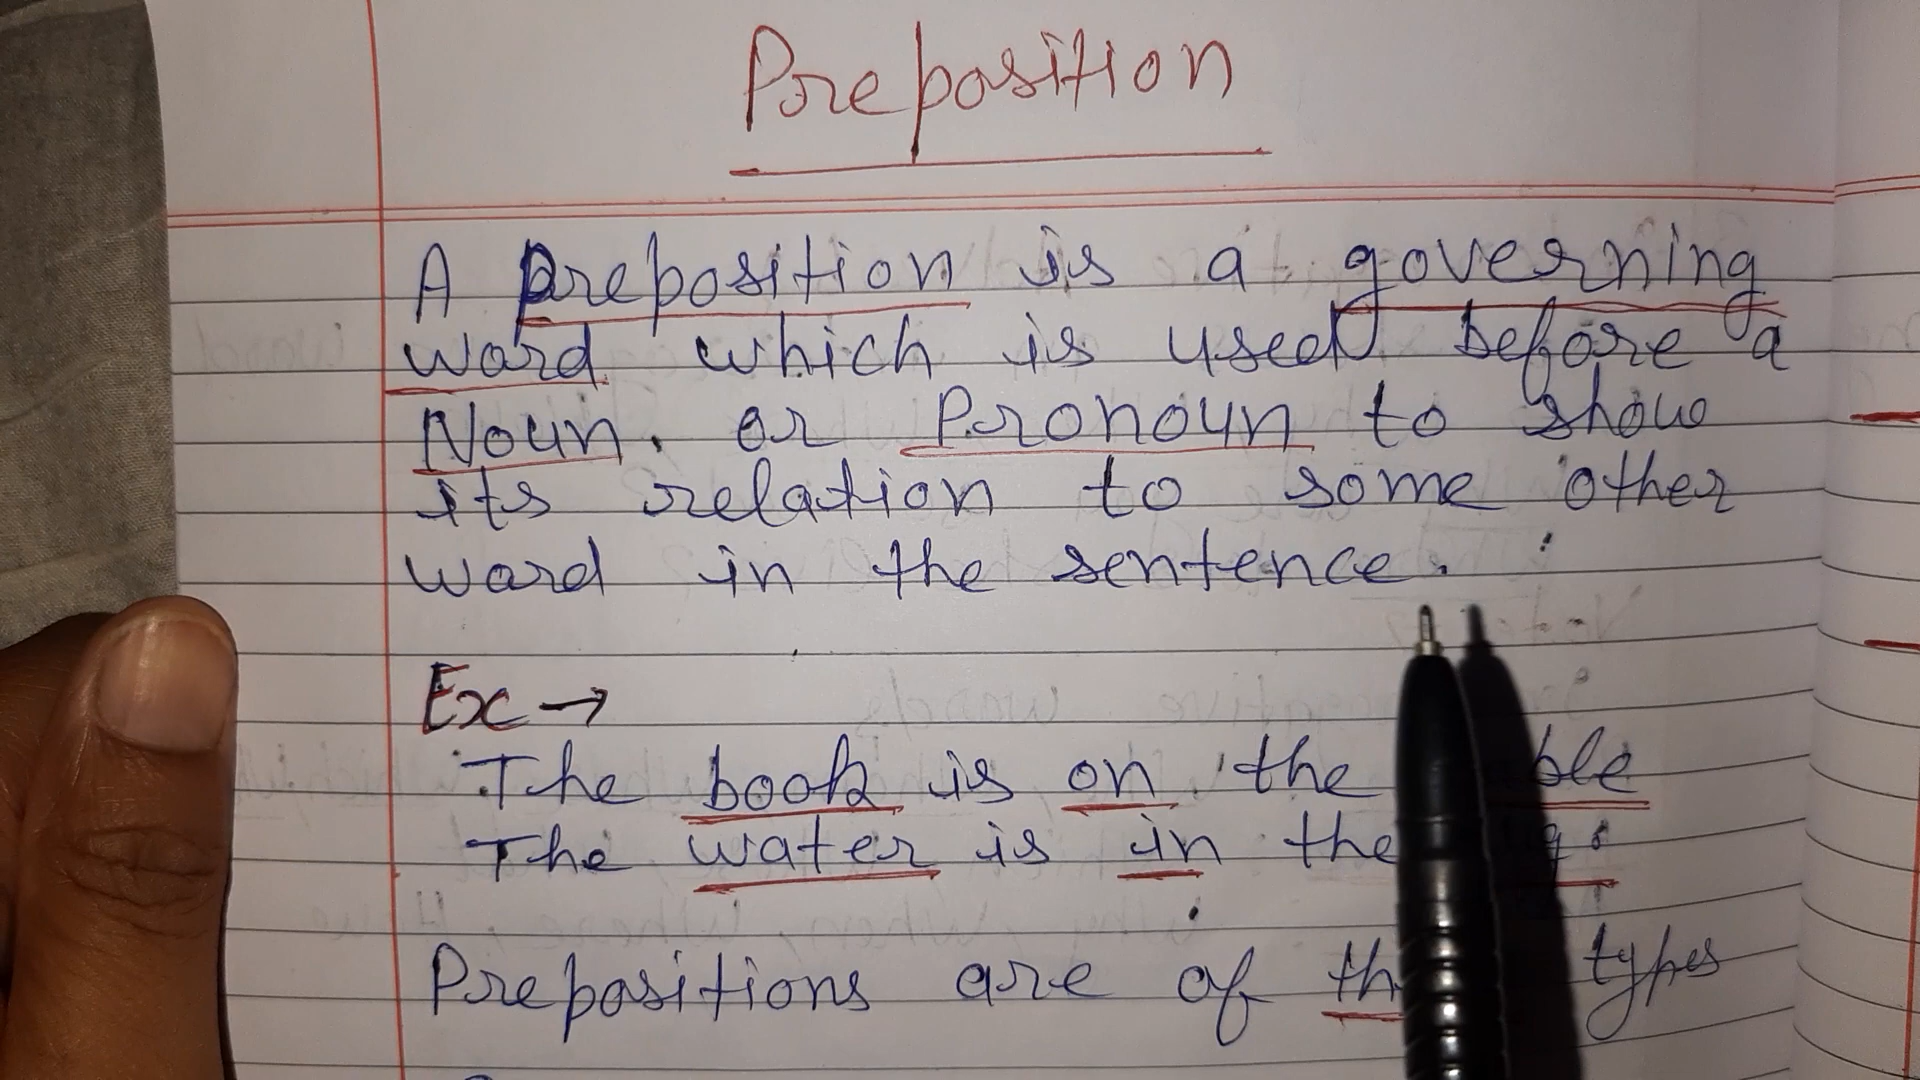 Preposition
A preposition is a governing
word which is used before a
Noun. or Pronoun to show
its relation to some other
word in the sentence.
Ex →
The book is on the
The water is in the
Prepositions are of types